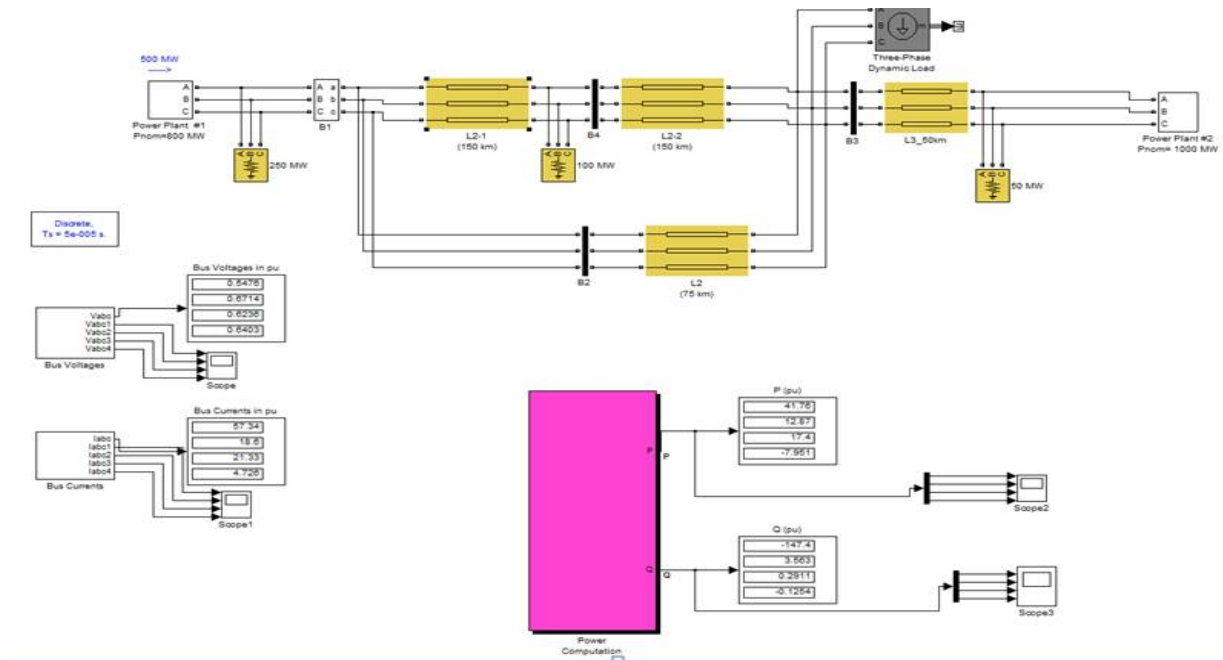 500 MW
A
B
C
Power Plant #1
Pnom=800 MW
A B C
250 MW
A a
B b
C c
B1
L2-1
(150 km)
A B C
100 MW
B4
L2-2
(150 km)
A
B
C
m
Three-Phase
Dynamic Load
B3
L3_50km
A B C
50 MW
A
B
C
Power Plant #2
Pnom= 1000 MW
B2
L2
(75 km)
Discrete,
Ts = 5e-005 s.
Bus Voltages in pu
0.5476
0.6714
0.6236
0.6403
Vabc
Vabc1
Vabc2
Vabc3
Vabc4
Bus Voltages
Scope
Bus Currents in pu
57.34
18.6
21.33
4.726
Iabc
Iabc1
Iabc2
Iabc3
Iabc4
Bus Currents
Scope1
P
P
Q
Q
Power
Computation
P (pu)
41.76
12.87
17.4
-7.951
Scope2
Q (pu)
-147.4
3.563
0.2911
-0.1254
Scope3